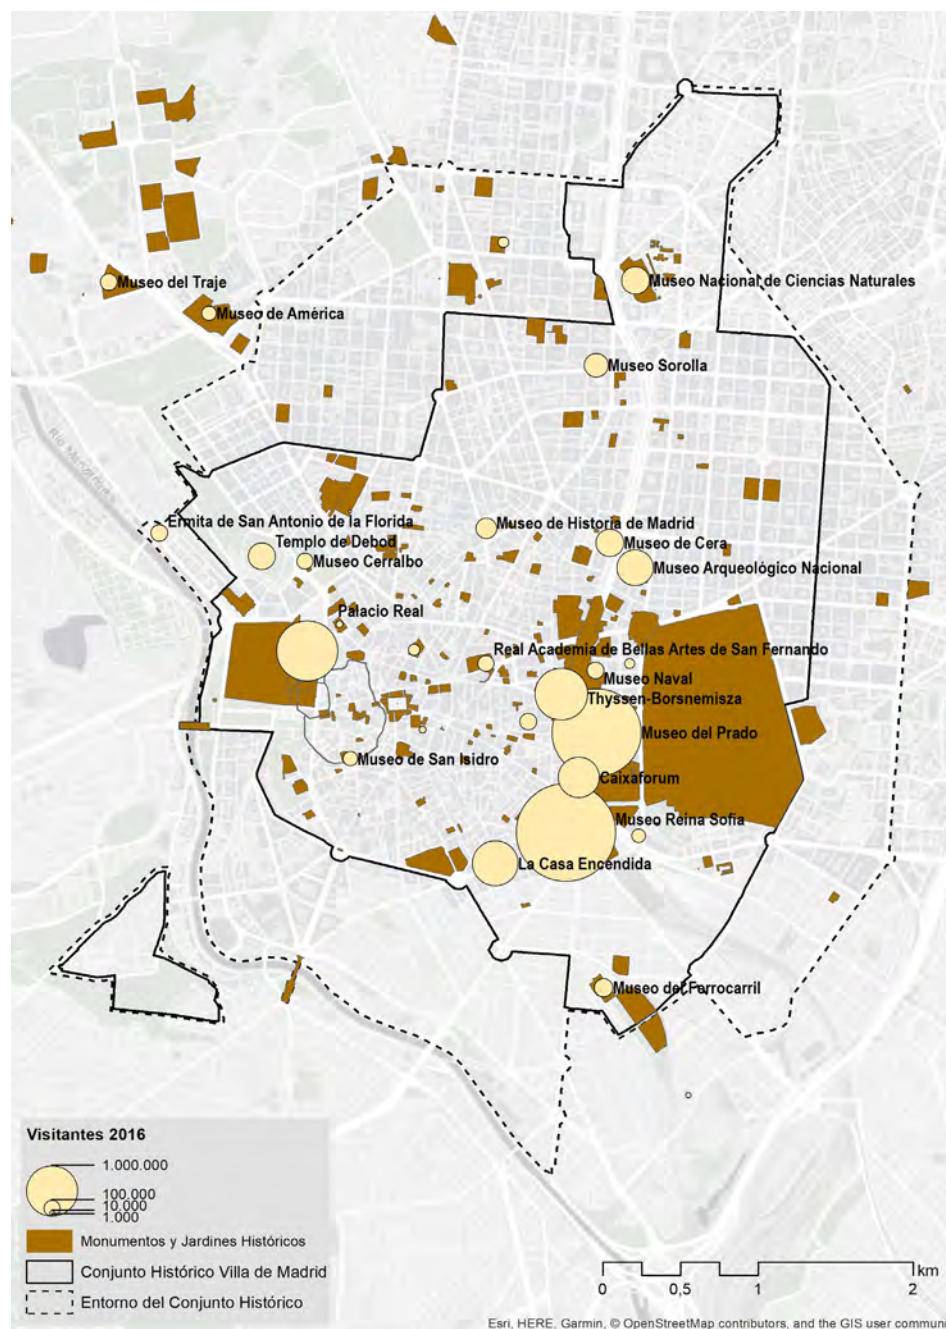 Museo del Traje
Museo de América
Museo Nacional de Ciencias Naturales
Museo Sorolla
Ermita de San Antonio de la Florida
Museo de Historia de Madrid
Templo de Debod
Museo de Cera
Museo Cerralbo
Museo Arqueológico Nacional
Palacio Real
Real Academia de Bellas Artes de San Fernando
Museo Naval
Thyssen-Borsnemisza
Museo del Prado
Museo de San Isidro
Caixaforum
Museo Reina Sofia
La Casa Encendida
Museo del Ferrocarril
Visitantes 2016
1.000.000
100.000
10.000
1.000
Monumentos y Jardines Históricos
Conjunto Histórico Villa de Madrid
Entorno del Conjunto Histórico
km
0 0,5 1 2
Esri, HERE, Garmin, © OpenStreetMap contributors, and the GIS user commun